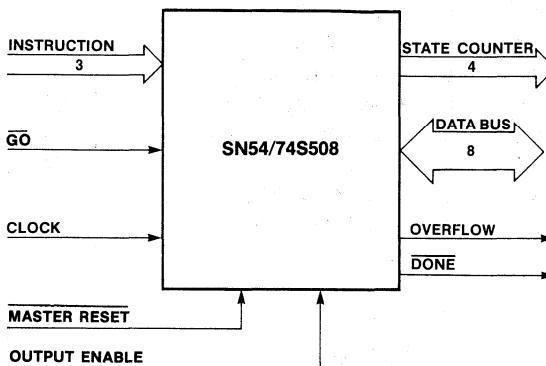 INSTRUCTION
3
STATE COUNTER
4
DATA BUS
8
GO
SN54/74S508
CLOCK
OVERFLOW
DONE
MASTER RESET
OUTPUT ENABLE